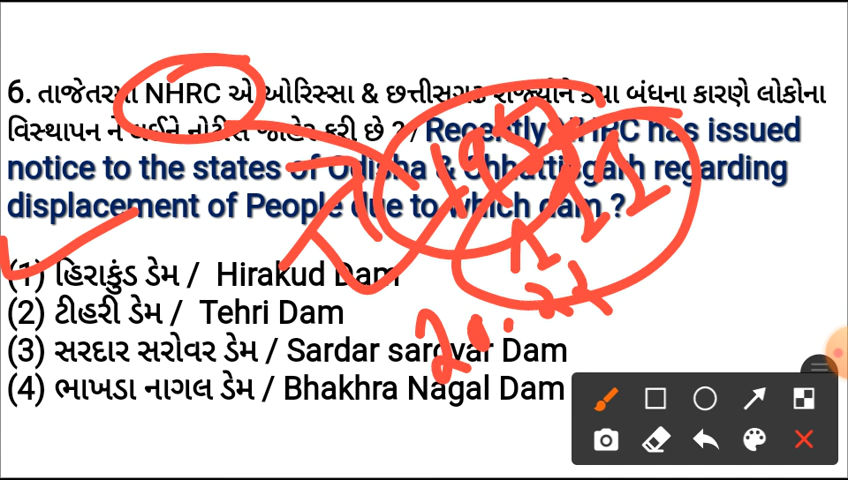 6. તાજેતરમાં NHRC એ ઓરિસ્સા & છત્તીસગઢ રાજ્યોને ક્યા બંધના કારણે લોકોના
વિસ્થાપન ને લઈને નોટીસ જાહેર કરી છે ? / Recently NHRC has issued
notice to the states of Odisha & Chhattisgarh regarding
displacement of People due to which dam ?
(1) હિરાકુંડ ડેમ / Hirakud Dam
(2) ટીહરી ડેમ / Tehri Dam
(3) સરદાર સરોવર ડેમ / Sardar sarovar Dam
(4) ભાખડા નાગલ ડેમ / Bhakhra Nagal Dam